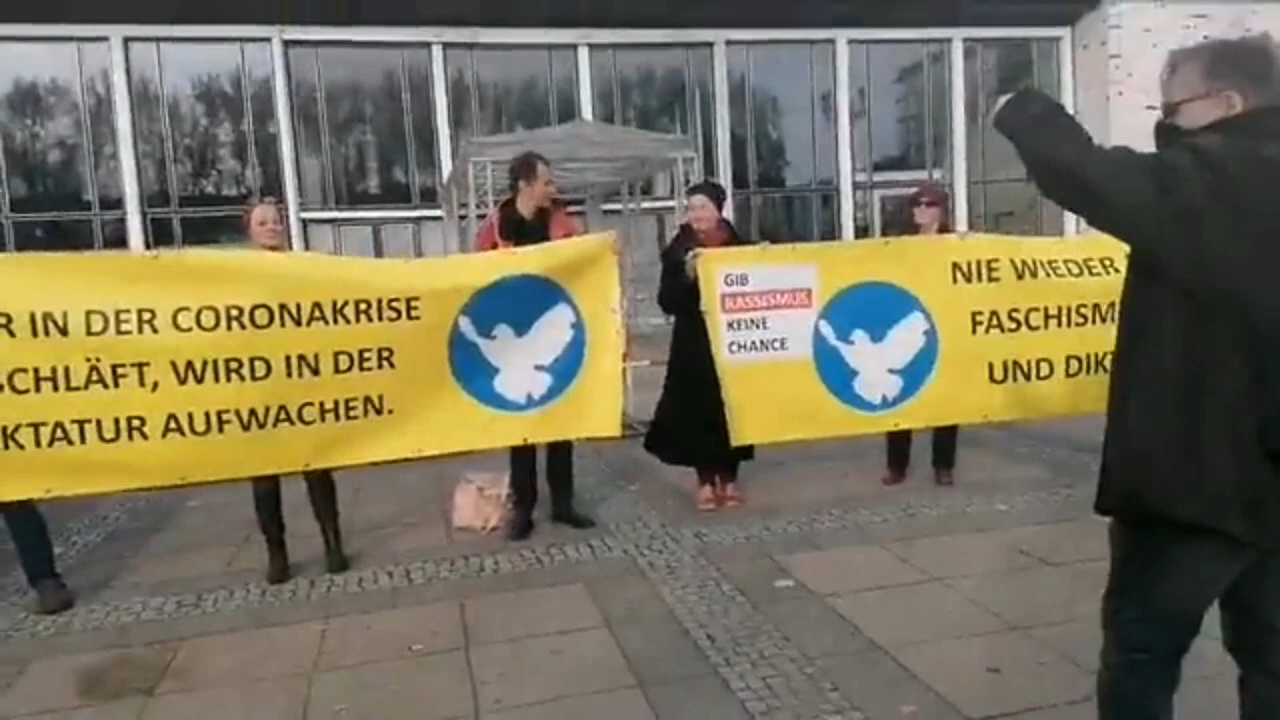 R IN DER CORONAKRISE
SCHLÄFT, WIRD IN DER
KTATUR AUFWACHEN.
GIB
RASSISMUS
KEINE
CHANCE
NIE WIEDER
FASCHISM
UND DIK